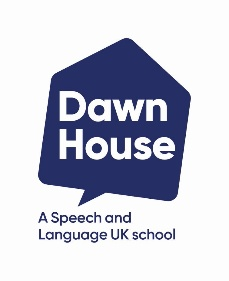 Dawn
House
A Speech and
Language UK school